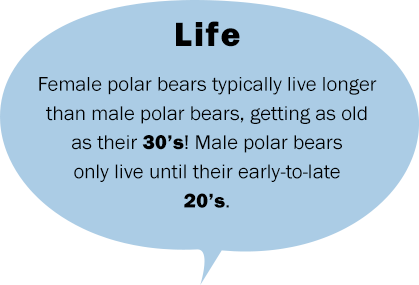 Life
Female polar bears typically live longer
than male polar bears, getting as old
as their 30’s! Male polar bears
only live until their early-to-late
20’s.